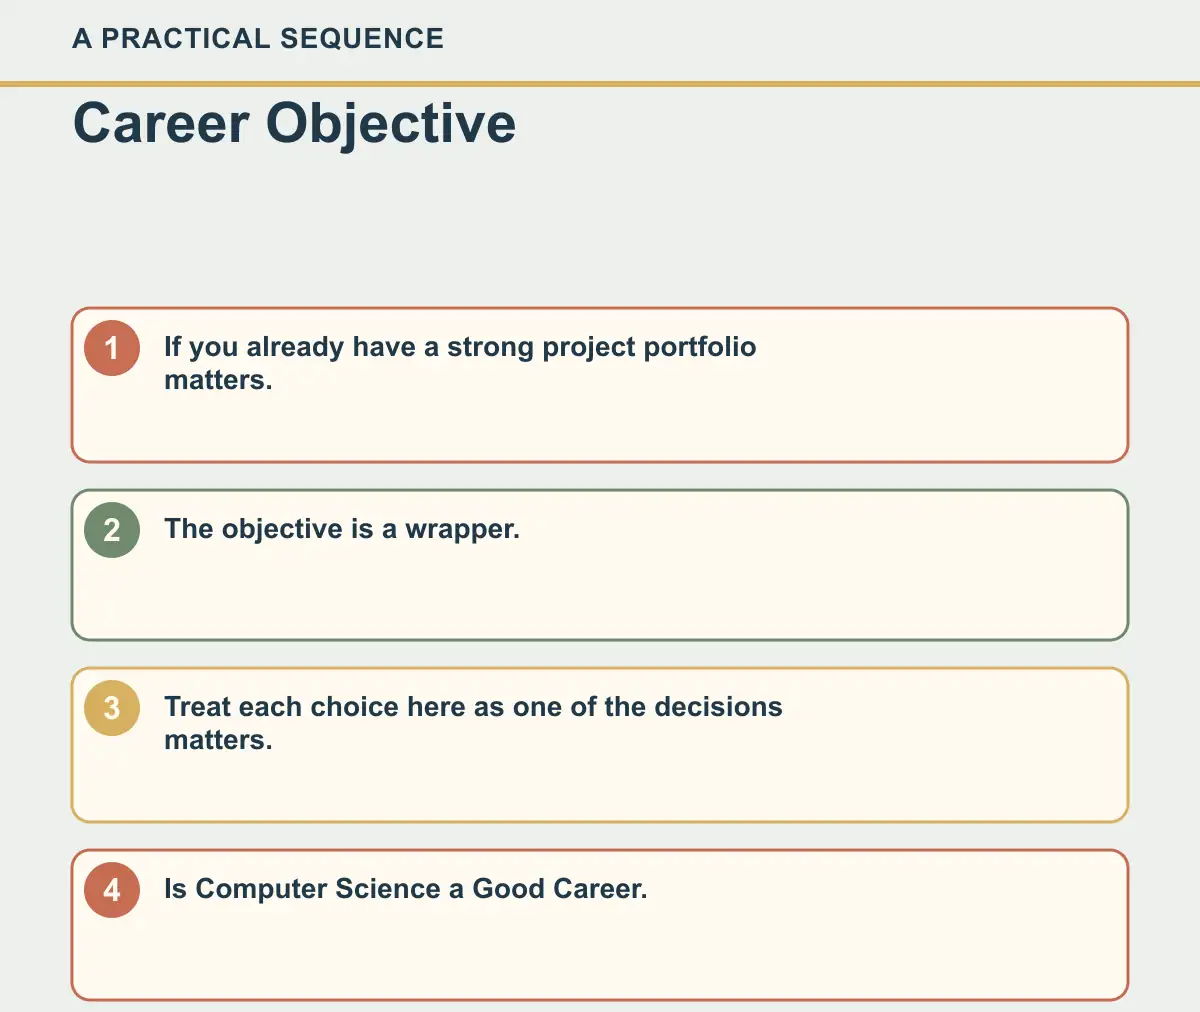 A PRACTICAL SEQUENCE
Career Objective
1
If you already have a strong project portfolio
matters.
2
The objective is a wrapper.
3
Treat each choice here as one of the decisions
matters.
4
Is Computer Science a Good Career.